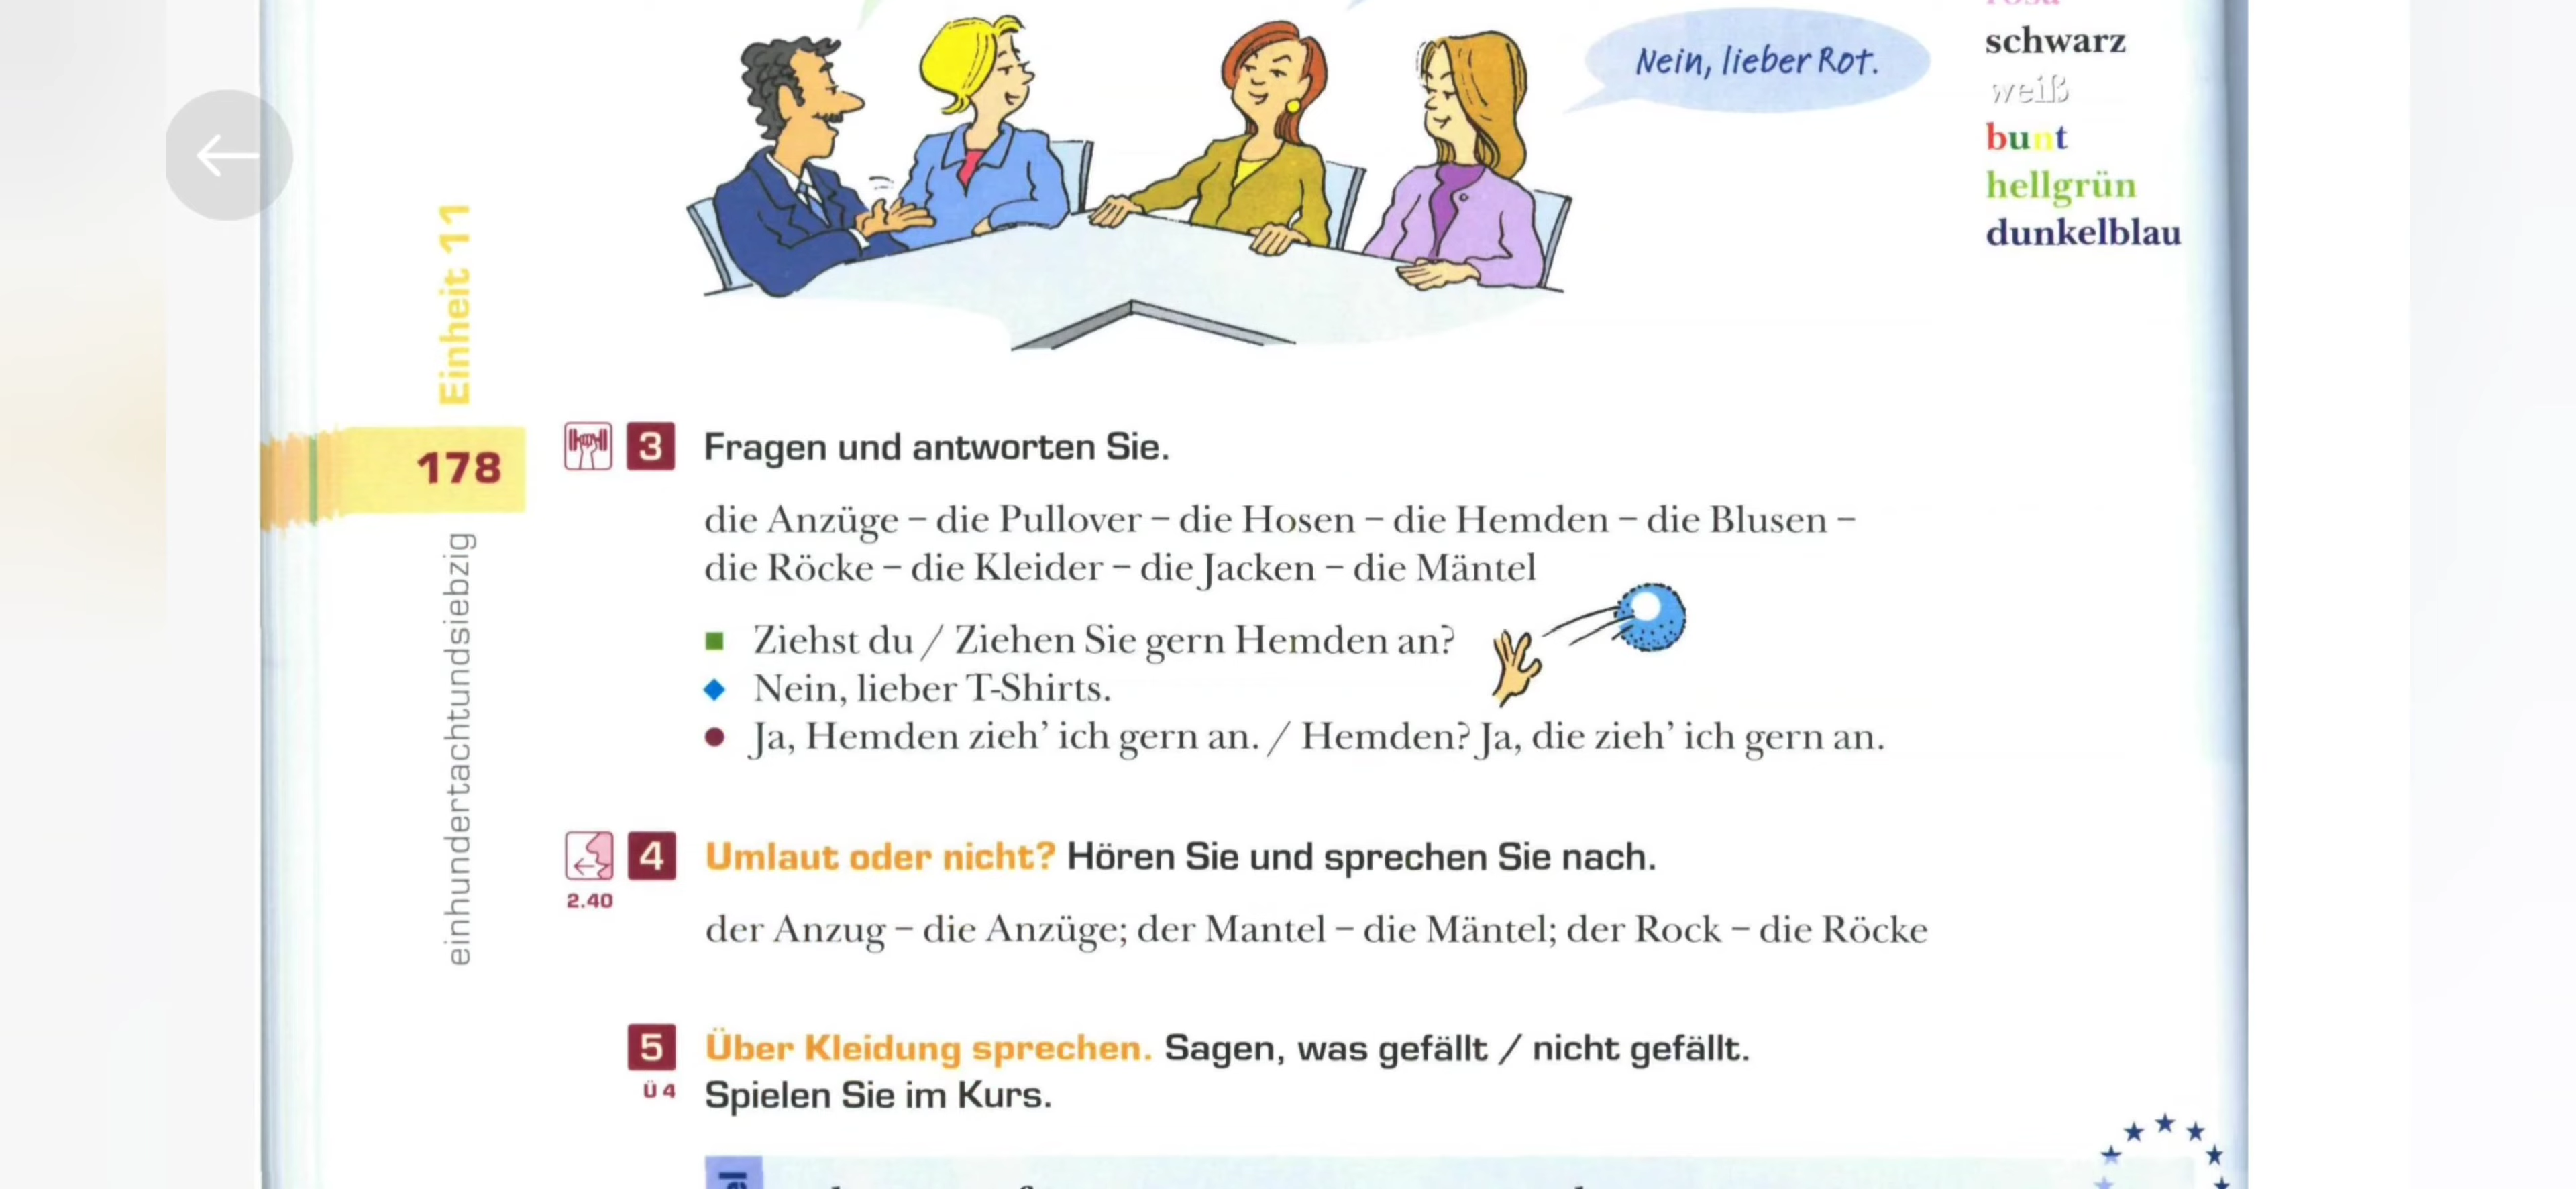 Nein, lieber Rot.
schwarz
weiß
bunt
hellgrün
dunkelblau
Einheit 11
178
einhundertachtundsiebzig
3 Fragen und antworten Sie.
die Anzüge – die Pullover – die Hosen – die Hemden – die Blusen –
die Röcke – die Kleider – die Jacken – die Mäntel
Ziehst du / Ziehen Sie gern Hemden an?
Nein, lieber T-Shirts.
Ja, Hemden zieh’ ich gern an. / Hemden? Ja, die zieh’ ich gern an.
4 Umlaut oder nicht? Hören Sie und sprechen Sie nach.
2.40
der Anzug – die Anzüge; der Mantel – die Mäntel; der Rock – die Röcke
5 Über Kleidung sprechen. Sagen, was gefällt / nicht gefällt.
Ü 4 Spielen Sie im Kurs.